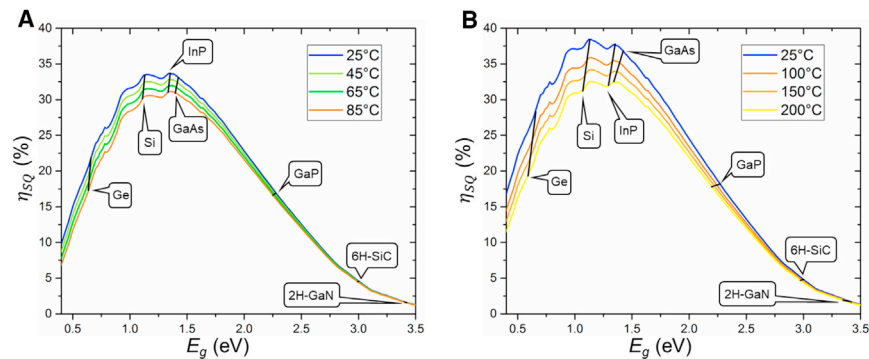 A
40
35
30
25
20
15
10
5
0
ηSQ (%)
InP
25°C
45°C
65°C
85°C
Si
GaAs
Ge
GaP
6H-SiC
2H-GaN
0.5 1.0 1.5 2.0 2.5 3.0 3.5
Eg (eV)
B
40
35
30
25
20
15
10
5
0
ηSQ (%)
GaAs
25°C
100°C
150°C
200°C
Si
InP
Ge
GaP
6H-SiC
2H-GaN
0.5 1.0 1.5 2.0 2.5 3.0 3.5
Eg (eV)